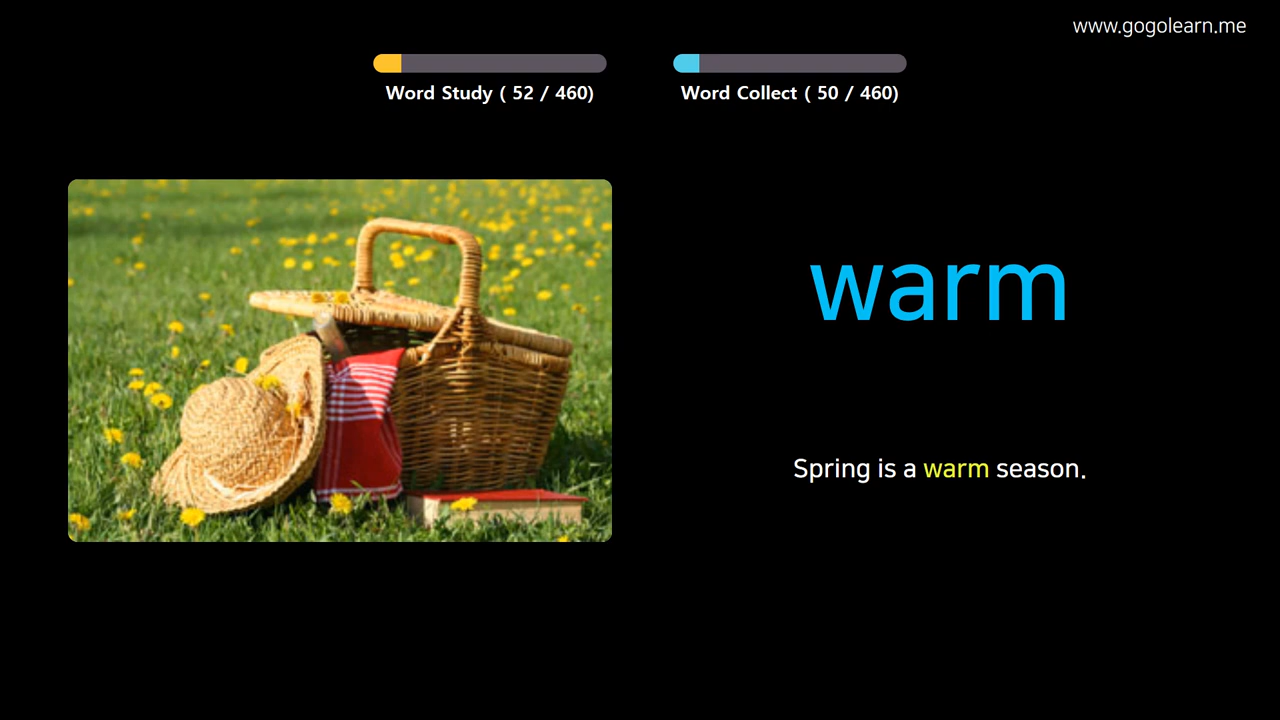 www.gogolearn.me
Word Study ( 52 / 460)
Word Collect ( 50 / 460)
warm
Spring is a warm season.